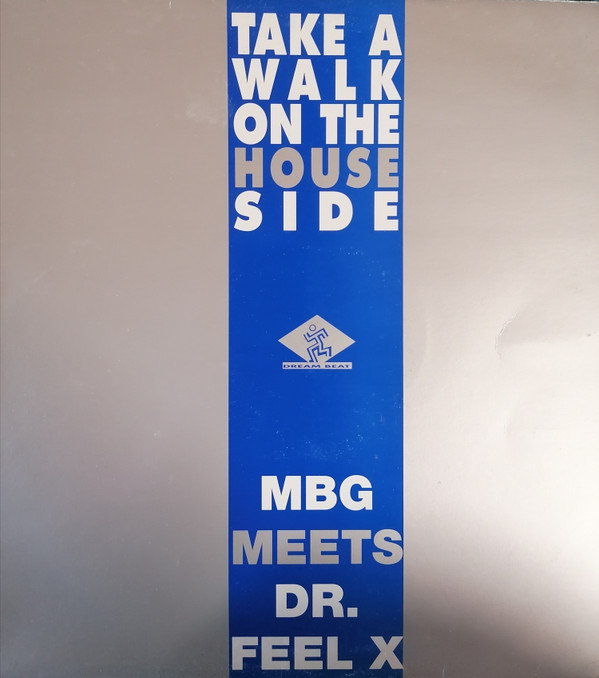 TAKE A
WALK
ON THE
HOUSE
SIDE
DREAM BEAT
MBG
MEETS
DR.
FEEL X